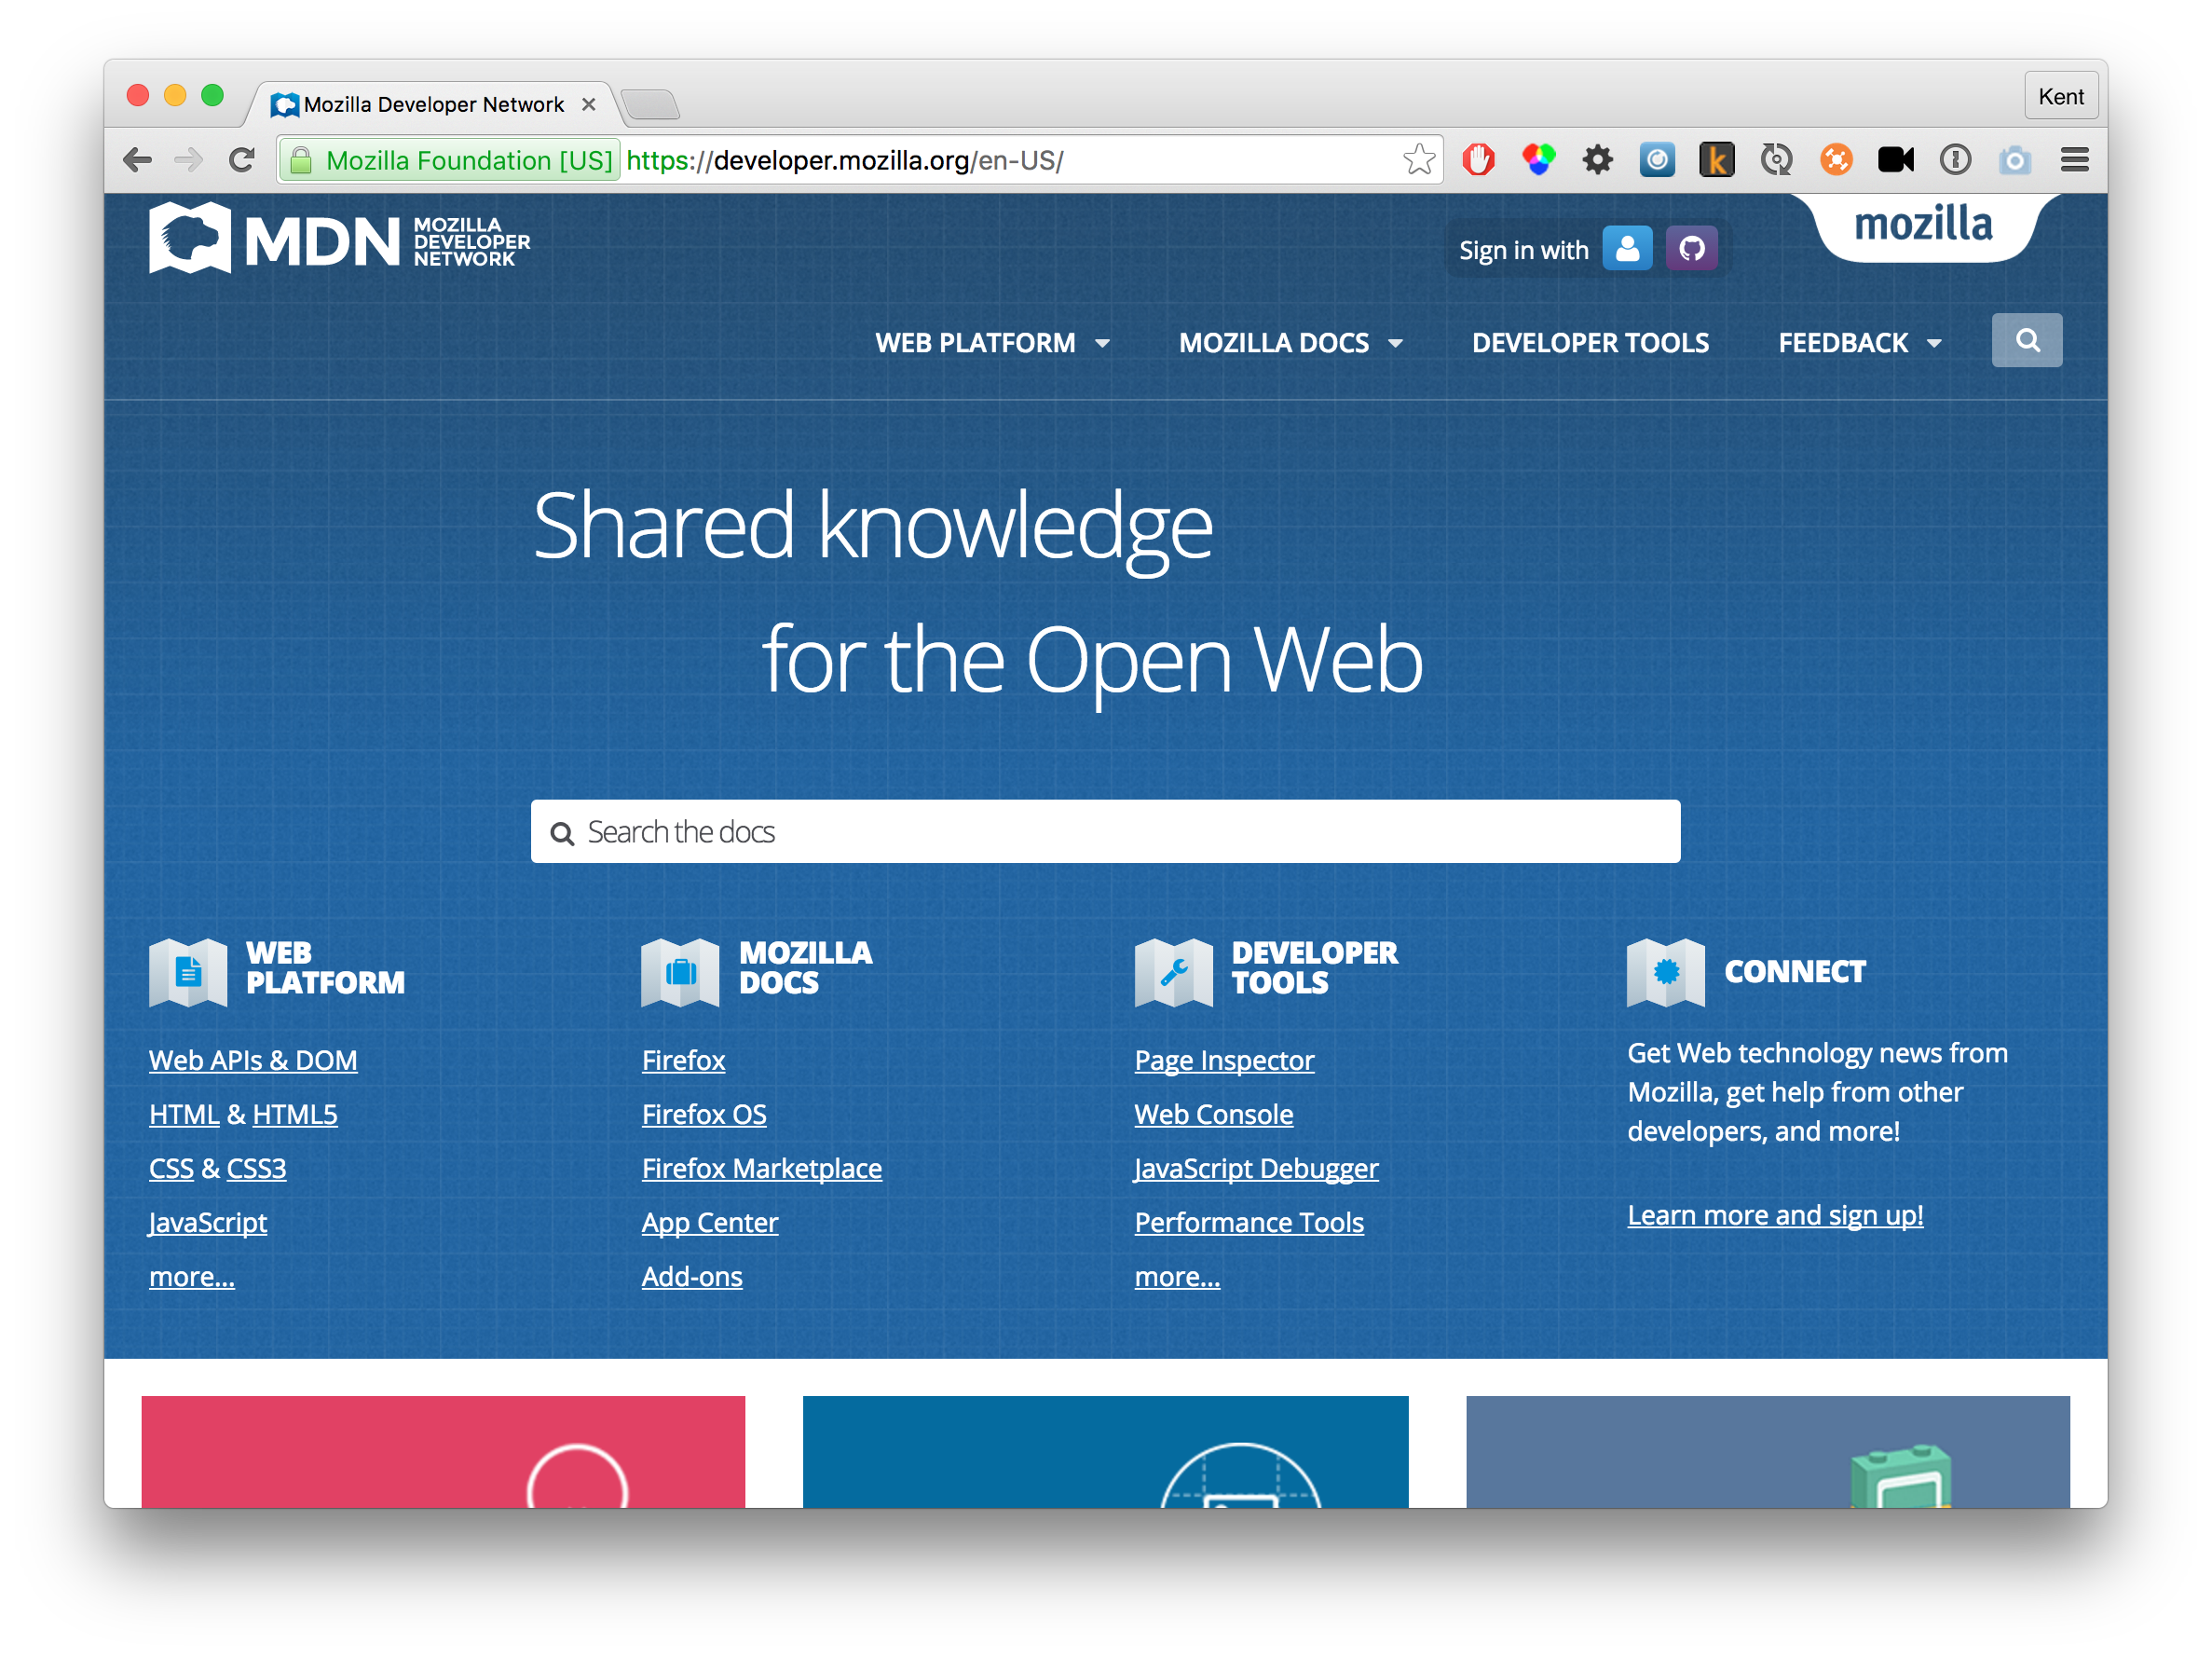 Mozilla Developer Network
Kent
Mozilla Foundation [US] https://developer.mozilla.org/en-US/
MDN MOZILLA
DEVELOPER
NETWORK
Sign in with
mozilla
WEB PLATFORM
MOZILLA DOCS
DEVELOPER TOOLS
FEEDBACK
Shared knowledge
for the Open Web
Search the docs
WEB
PLATFORM
Web APIs & DOM
HTML & HTML5
CSS & CSS3
JavaScript
more...
MOZILLA
DOCS
Firefox
Firefox OS
Firefox Marketplace
App Center
Add-ons
DEVELOPER
TOOLS
Page Inspector
Web Console
JavaScript Debugger
Performance Tools
more...
CONNECT
Get Web technology news from
Mozilla, get help from other
developers, and more!
Learn more and sign up!